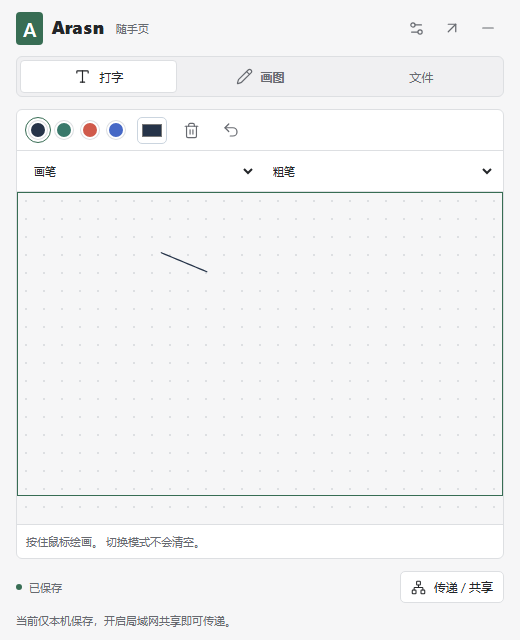 A Arasn 随手页
打字 画图 文件
画笔 粗笔
按住鼠标绘画。 切换模式不会清空。
已保存 传递 / 共享
当前仅本机保存，开启局域网共享即可传递。